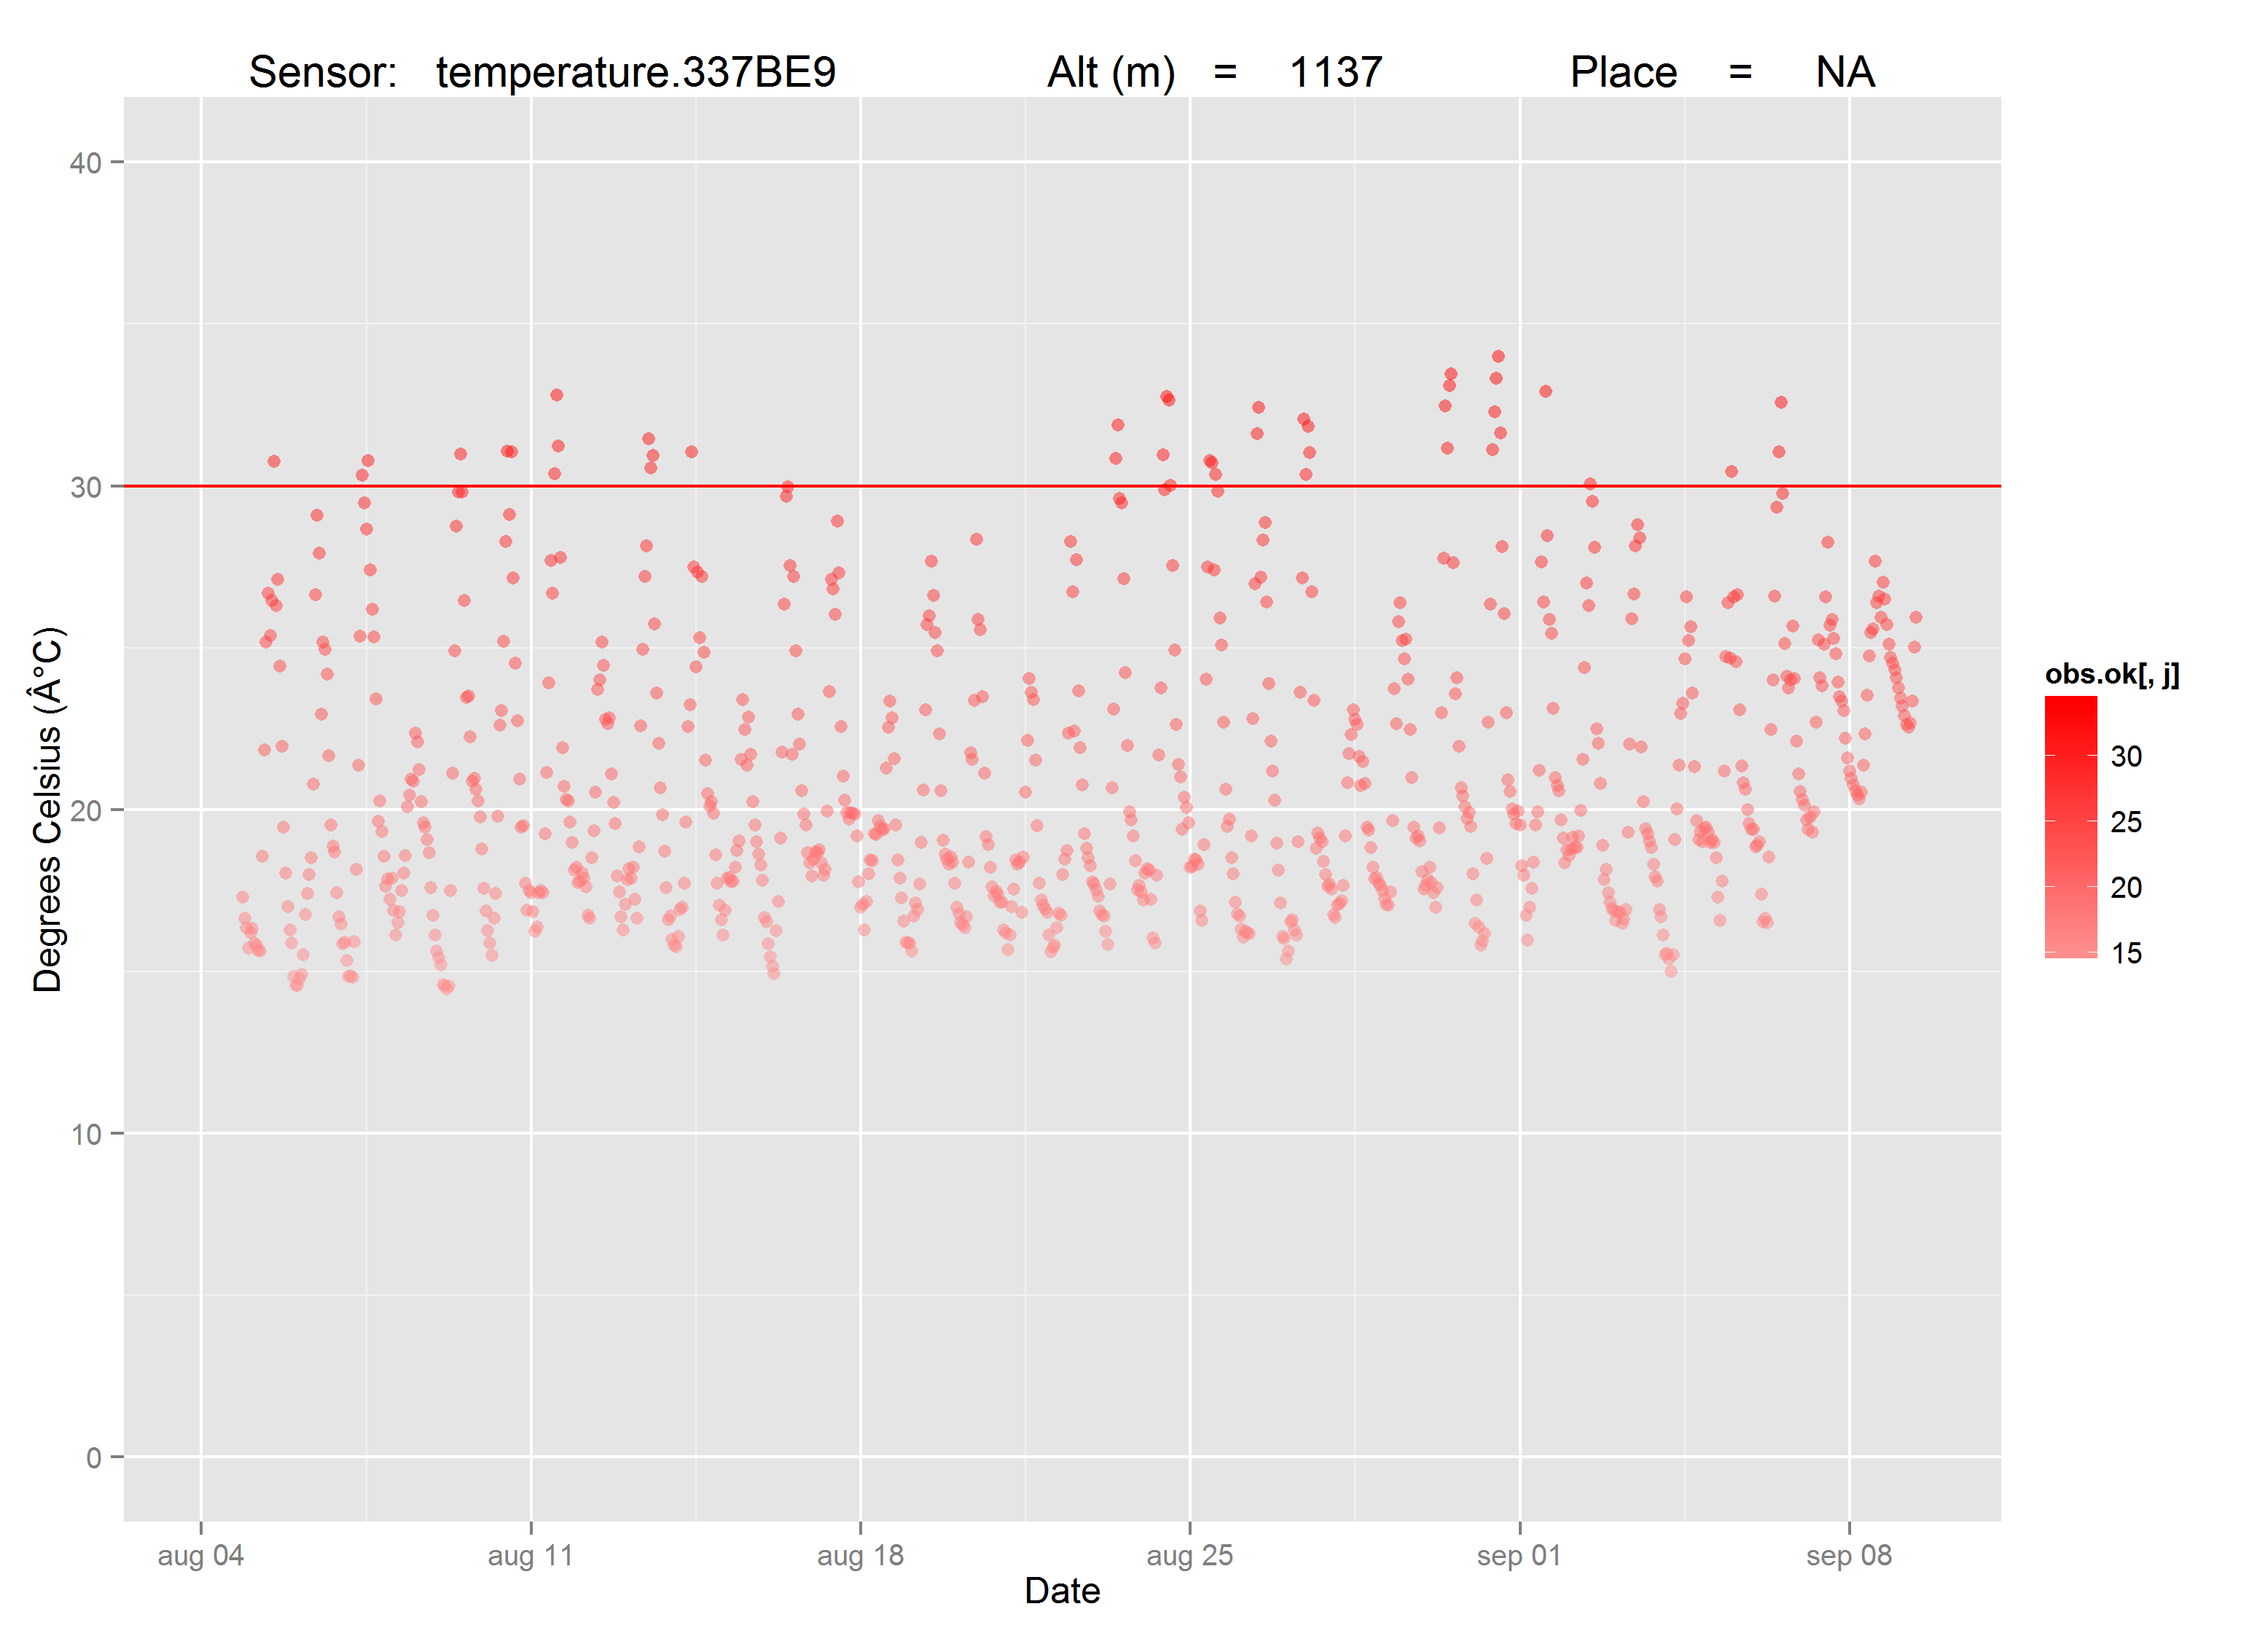 Sensor: temperature.337BE9 Alt (m) = 1137 Place = NA
40
30
20
10
0
Degrees Celsius (Â°C)
aug 04 aug 11 aug 18 aug 25 sep 01 sep 08
Date
obs.ok[, j]
30
25
20
15